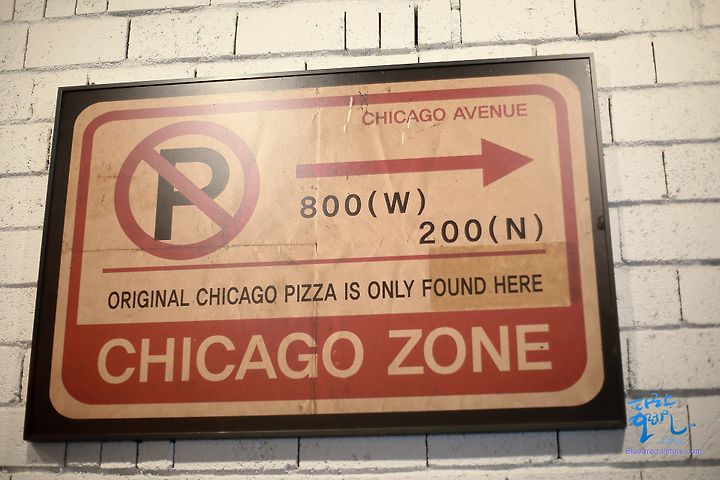 CHICAGO AVENUE
P
800(W)
200(N)
ORIGINAL CHICAGO PIZZA IS ONLY FOUND HERE
CHICAGO ZONE